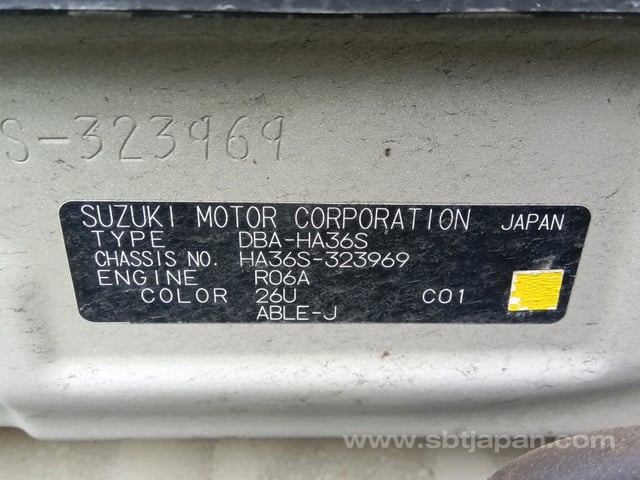 S-323969
SUZUKI MOTOR CORPORATION JAPAN
TYPE DBA-HA36S
CHASSIS NO. HA36S-323969
ENGINE R06A
COLOR 26U C01
ABLE-J
www.sbtjapan.com